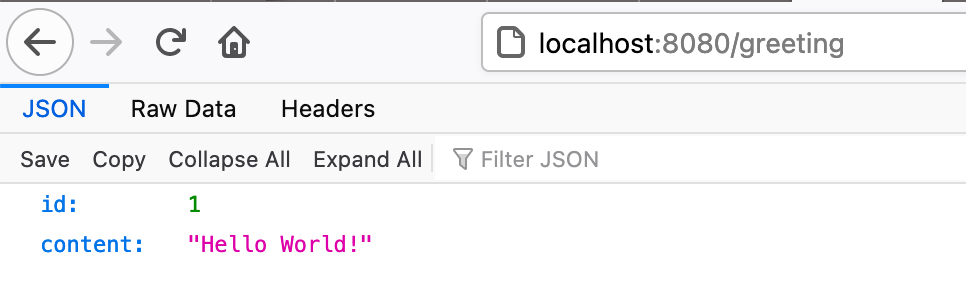 localhost:8080/greeting
JSON Raw Data Headers
Save Copy Collapse All Expand All Filter JSON
id: 1
content: "Hello World!"